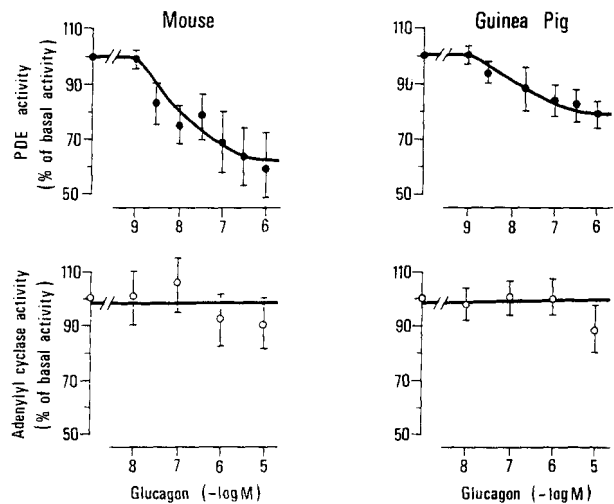 Mouse
Guinea Pig
PDE activity
(% of basal activity)
110
90
70
50
9 8 7 6
110
90
70
50
9 8 7 6
Adenylyl cyclase activity
(% of basal activity)
110
90
70
50
8 7 6 5
Glucagon (-logM)
110
90
70
50
8 7 6 5
Glucagon (-logM)